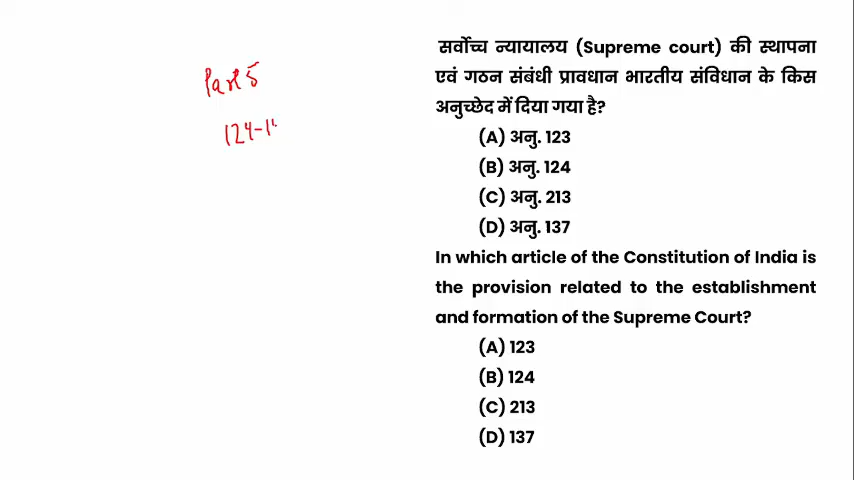 Part 5
124-1
सर्वोच्च न्यायालय (Supreme court) की स्थापना
एवं गठन संबंधी प्रावधान भारतीय संविधान के किस
अनुच्छेद में दिया गया है?
(A) अनु. 123
(B) अनु. 124
(C) अनु. 213
(D) अनु. 137
In which article of the Constitution of India is
the provision related to the establishment
and formation of the Supreme Court?
(A) 123
(B) 124
(C) 213
(D) 137